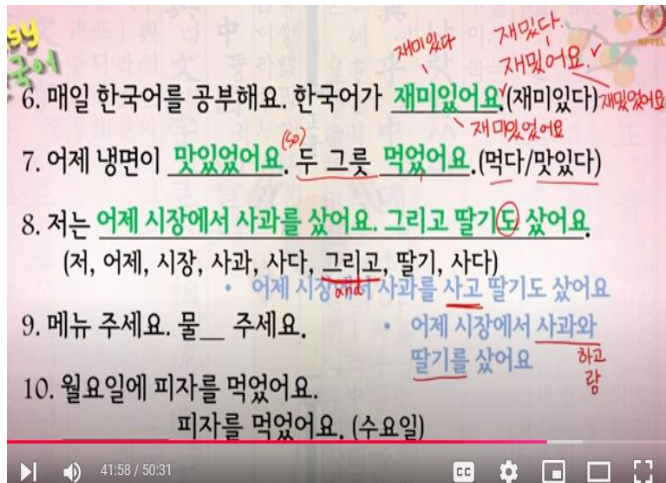 sy
국어
NPTEL
재미있다
재밌다.
재밌어요.
6. 매일 한국어를 공부해요. 한국어가 재미있어요.(재미있다)
재밌었어요
재미있었어요
(so)
7. 어제 냉면이 맛있었어요. 두 그릇 먹었어요.(먹다/맛있다)
8. 저는 어제 시장에서 사과를 샀어요. 그리고 딸기도 샀어요.
(저, 어제, 시장, 사과, 사다, 그리고, 딸기, 사다)
and
• 어제 시장에서 사과를 사고 딸기도 샀어요
9. 메뉴 주세요. 물__ 주세요.
• 어제 시장에서 사과와
딸기를 샀어요
하고
랑
10. 월요일에 피자를 먹었어요.
________ 피자를 먹었어요. (수요일)
41:58 / 50:31
CC